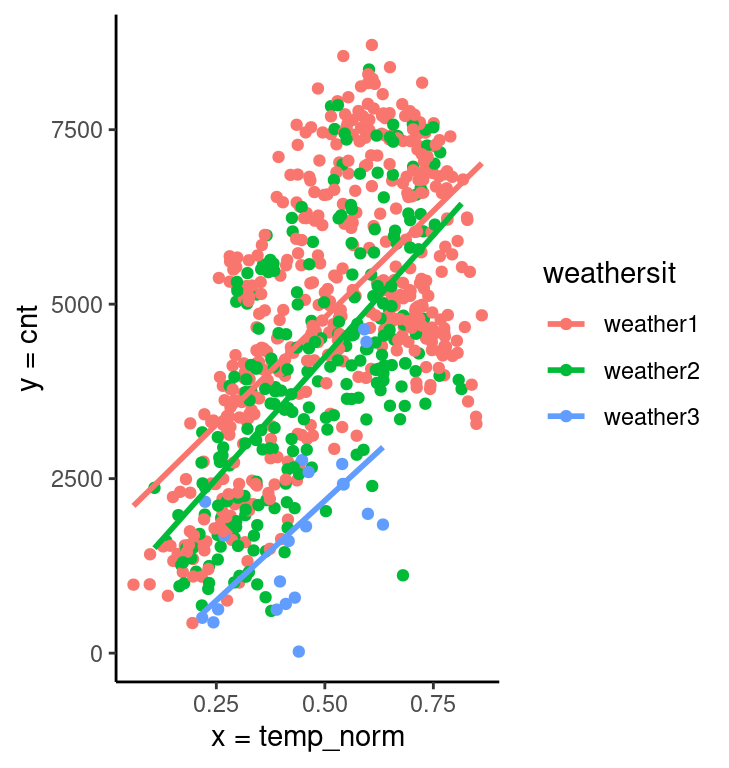 7500
5000
2500
0
y = cnt
0.25 0.50 0.75
x = temp_norm
weathersit
weather1
weather2
weather3